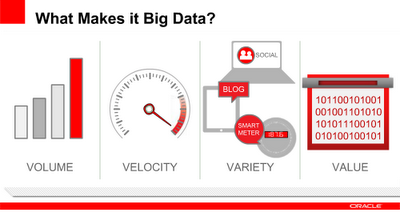 What Makes it Big Data?
SOCIAL
BLOG
SMART
METER
101100101001
001001101010
101011100101
010100100101
VOLUME
VELOCITY
VARIETY
VALUE
ORACLE